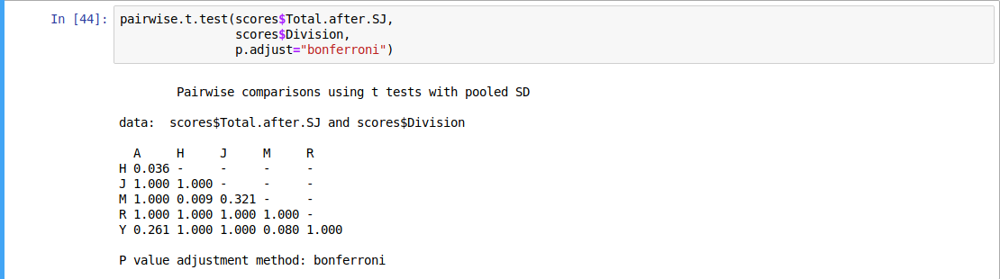 In [44]: pairwise.t.test(scores$Total.after.SJ,
scores$Division,
p.adjust="bonferroni")
Pairwise comparisons using t tests with pooled SD
data:  scores$Total.after.SJ and scores$Division
  A     H     J     M     R
H 0.036 -     -     -     -
J 1.000 1.000 -     -     -
M 1.000 0.009 0.321 -     -
R 1.000 1.000 1.000 1.000 -
Y 0.261 1.000 1.000 0.080 1.000
P value adjustment method: bonferroni